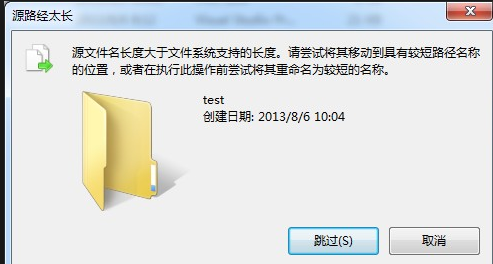 源路径太长
源文件名长度大于文件系统支持的长度。请尝试将其移动到具有较短路径名称
的位置，或者在执行此操作前尝试将其重命名为较短的名称。
test
创建日期: 2013/8/6 10:04
跳过(S)
取消